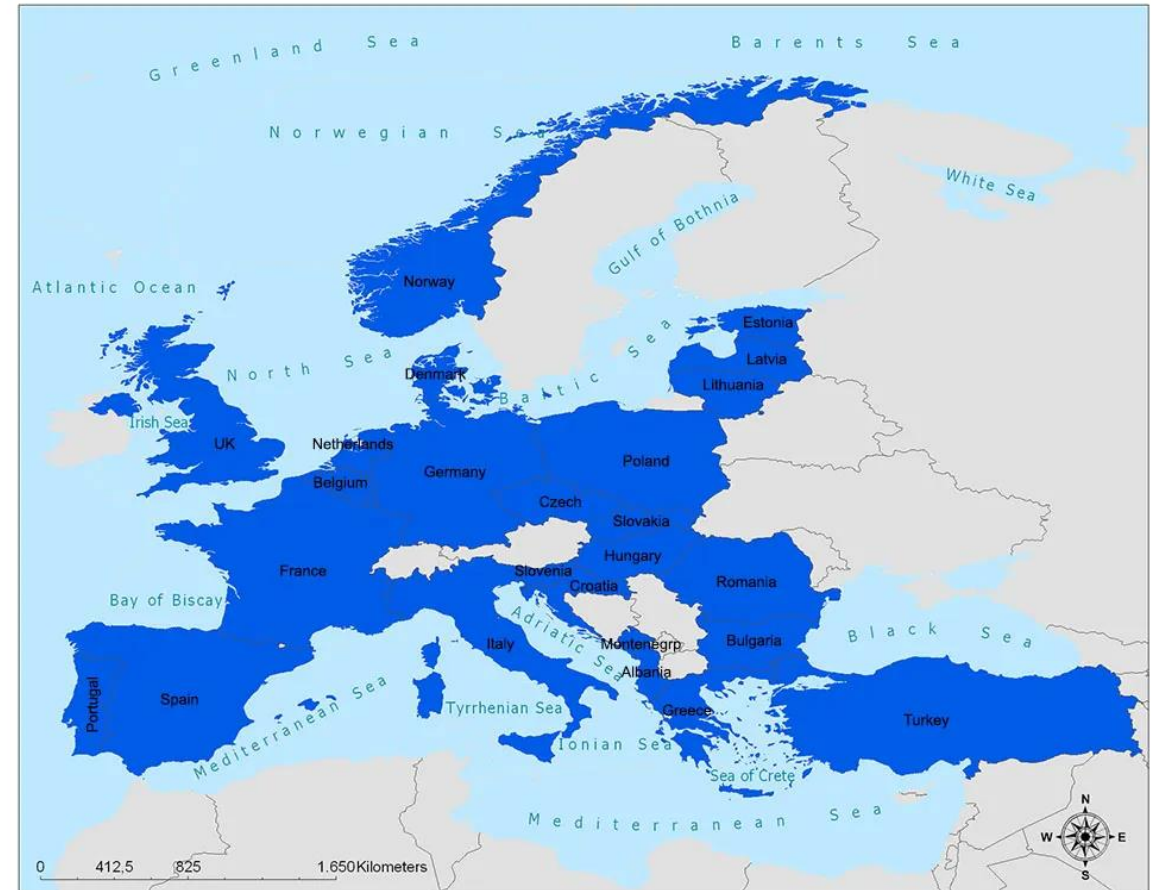 Greenland Sea
Barents Sea
Norwegian Sea
White Sea
Gulf of Bothnia
Norway
Atlantic Ocean
Estonia
North Sea
Baltic Sea
Latvia
Denmark
Lithuania
Irish Sea
UK
Netherlands
Germany
Poland
Belgium
Czech
Slovakia
Hungary
France
Slovenia
Croatia
Romania
Bay of Biscay
Adriatic Sea
Italy
Montenegrp
Bulgaria
Black Sea
Albania
Portugal
Spain
Mediterranean Sea
Tyrrhenian Sea
Greece
Turkey
Ionian Sea
Sea of Crete
Mediterranean Sea
N
W
E
S
0 412,5 825 1.650Kilometers